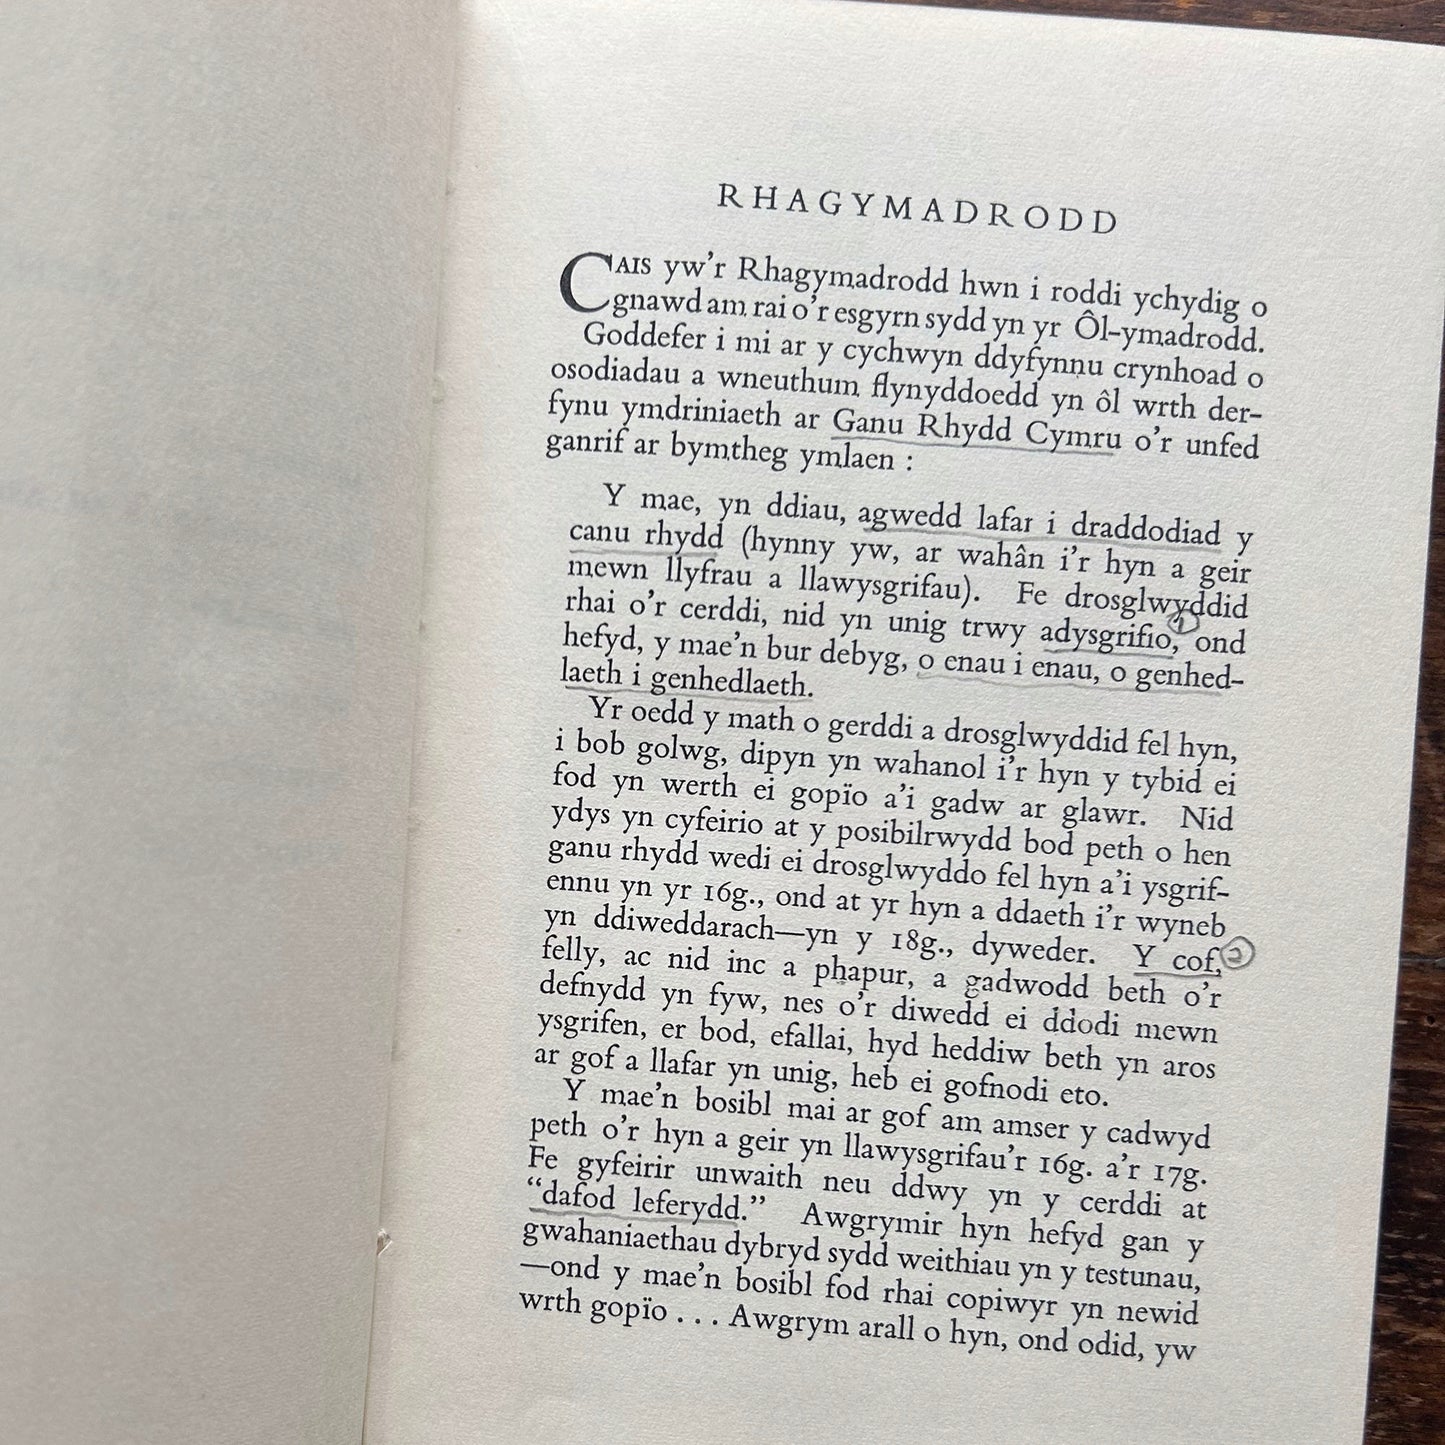 RHAGYMADRODD
CAIS yw’r Rhagymadrodd hwn i roddi ychydig o
gnawd am rai o’r esgyrn sydd yn yr Ôl-ymadrodd.
Goddefer i mi ar y cychwyn ddyfynnu crynhoad o
osodiadau a wneuthum flynyddoedd yn ôl wrth der-
fynu ymdriniaeth ar Ganu Rhydd Cymru o’r unfed
ganrif ar bymtheg ymlaen :
Y mae, yn ddiau, agwedd lafar i draddodiad y
canu rhydd (hynny yw, ar wahân i’r hyn a geir
mewn llyfrau a llawysgrifau). Fe drosglwyddid
rhai o’r cerddi, nid yn unig trwy adysgrifio, 1 ond
hefyd, y mae’n bur debyg, o enau i enau, o genhed-
laeth i genhedlaeth.
Yr oedd y math o gerddi a drosglwyddid fel hyn,
i bob golwg, dipyn yn wahanol i’r hyn y tybid ei
fod yn werth ei gopïo a’i gadw ar glawr. Nid
ydys yn cyfeirio at y posibilrwydd bod peth o hen
ganu rhydd wedi ei drosglwyddo fel hyn a’i ysgrif-
ennu yn yr 16g., ond at yr hyn a ddaeth i’r wyneb
yn ddiweddarach—yn y 18g., dyweder. Y cof, 2
felly, ac nid inc a phapur, a gadwodd beth o’r
defnydd yn fyw, nes o’r diwedd ei ddodi mewn
ysgrifen, er bod, efallai, hyd heddiw beth yn aros
ar gof a llafar yn unig, heb ei gofnodi eto.
Y mae’n bosibl mai ar gof am amser y cadwyd
peth o’r hyn a geir yn llawysgrifau’r 16g. a’r 17g.
Fe gyfeirir unwaith neu ddwy yn y cerddi at
“dafod leferydd.” Awgrymir hyn hefyd gan y
gwahaniaethau dybryd sydd weithiau yn y testunau,
—ond y mae’n bosibl fod rhai copiwyr yn newid
wrth gopïo . . . Awgrym arall o hyn, ond odid, yw